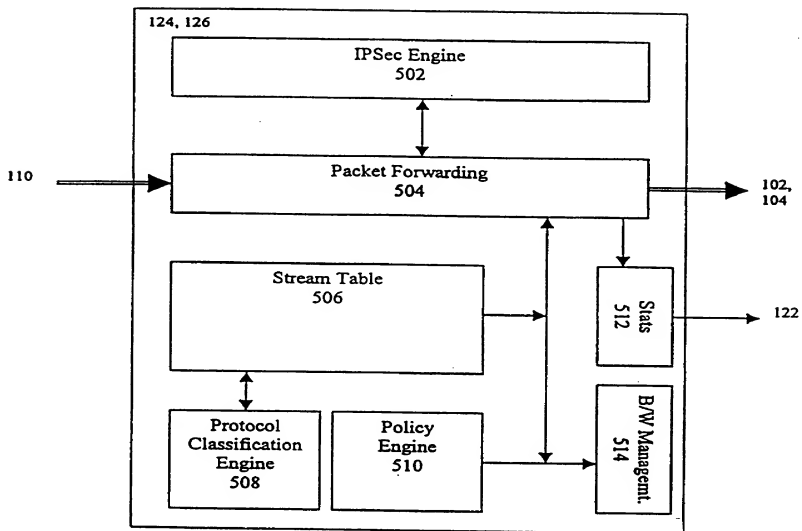 124, 126
IPSec Engine
502
110
Packet Forwarding
504
102,
104
Stream Table
506
Stats
512
122
Protocol
Classification
Engine
508
Policy
Engine
510
B/W Managemt.
514